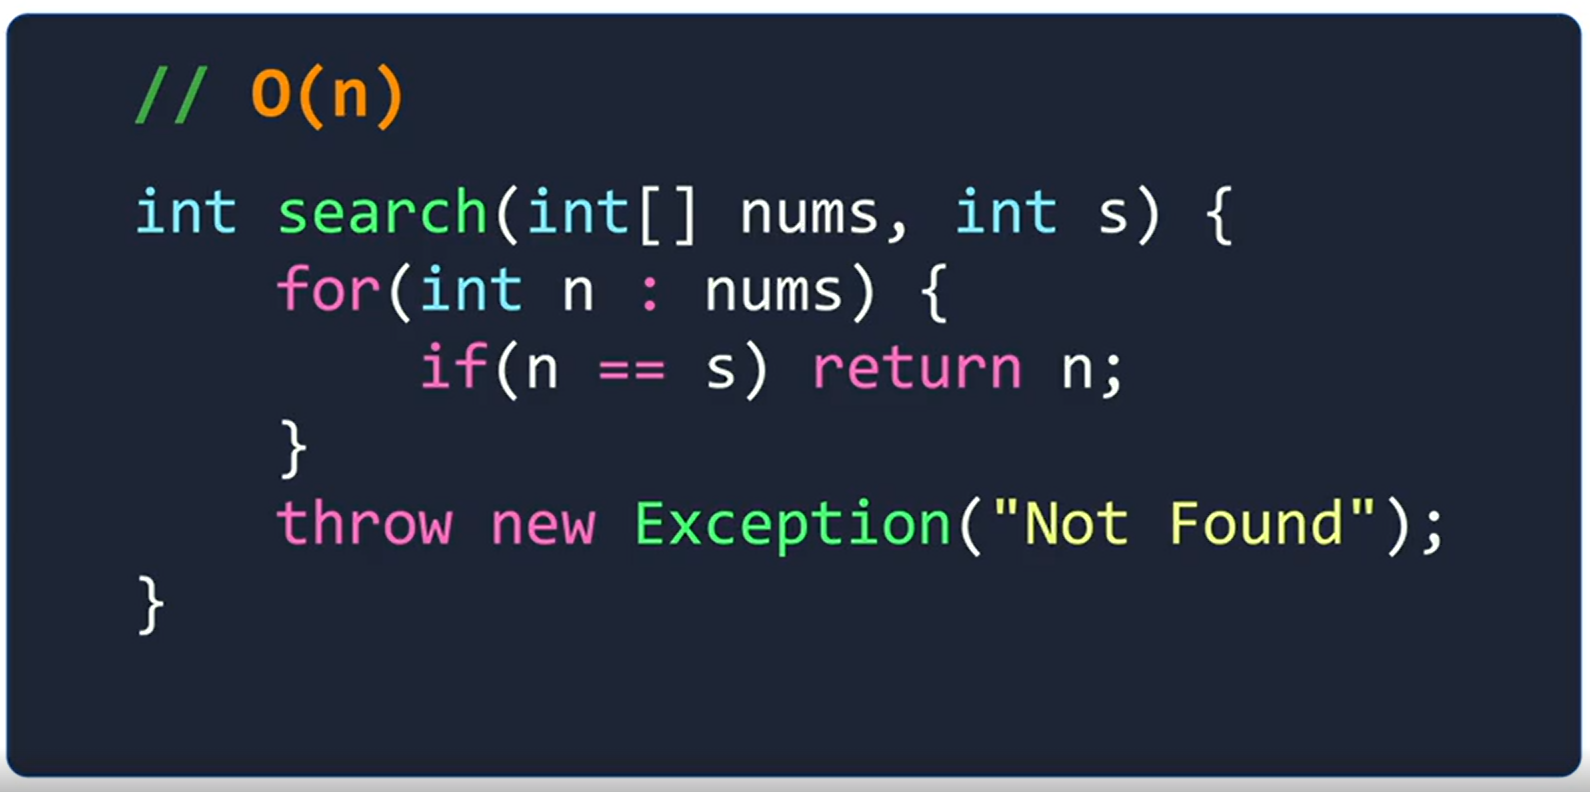 // O(n)
int search(int[] nums, int s) {
    for(int n : nums) {
        if(n == s) return n;
    }
    throw new Exception("Not Found");
}